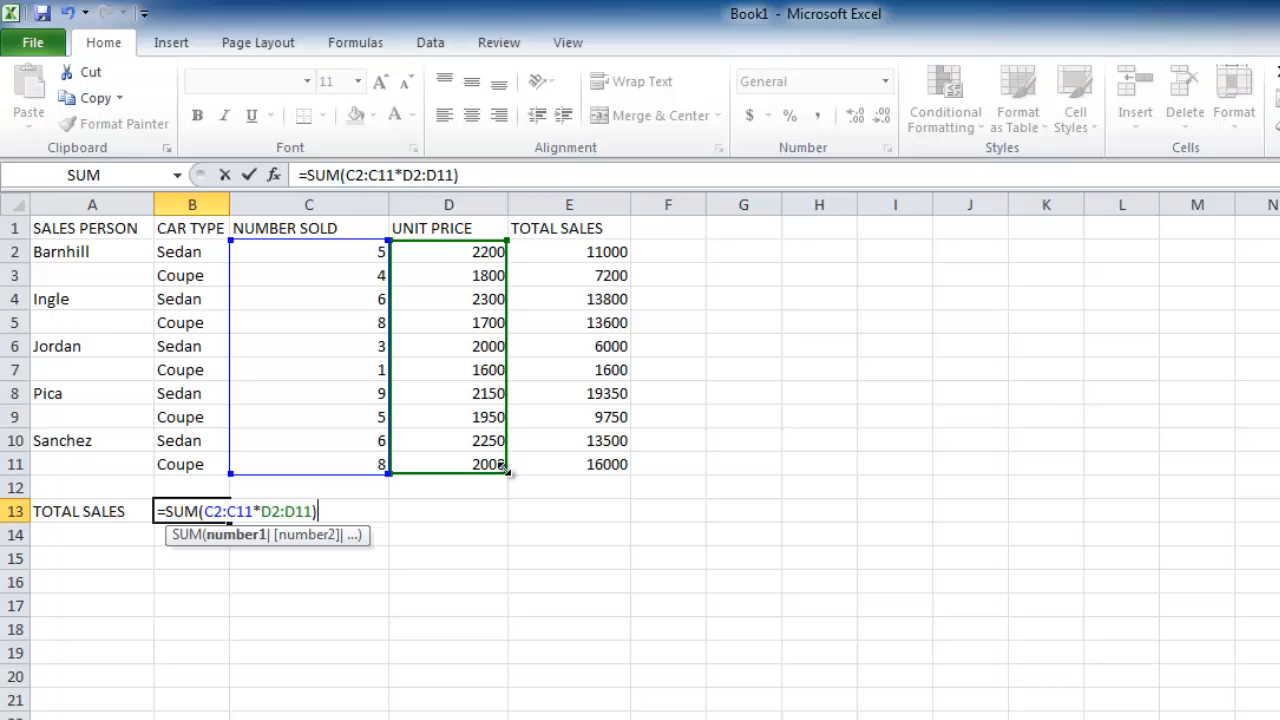 Book1 - Microsoft Excel
File Home Insert Page Layout Formulas Data Review View
Paste
Cut
Copy
Format Painter
Clipboard
11
B I U
Font
Wrap Text
Merge & Center
Alignment
General
$ % ,
Number
Conditional Formatting
Format as Table
Cell Styles
Styles
Insert Delete Format
Cells
SUM =SUM(C2:C11*D2:D11)
A B C D E F G H I J K L M N
1 SALES PERSON CAR TYPE NUMBER SOLD UNIT PRICE TOTAL SALES
2 Barnhill Sedan 5 2200 11000
3 Coupe 4 1800 7200
4 Ingle Sedan 6 2300 13800
5 Coupe 8 1700 13600
6 Jordan Sedan 3 2000 6000
7 Coupe 1 1600 1600
8 Pica Sedan 9 2150 19350
9 Coupe 5 1950 9750
10 Sanchez Sedan 6 2250 13500
11 Coupe 8 2000 16000
12
13 TOTAL SALES =SUM(C2:C11*D2:D11)
14 SUM(number1| [number2]| ...)
15
16
17
18
19
20
21